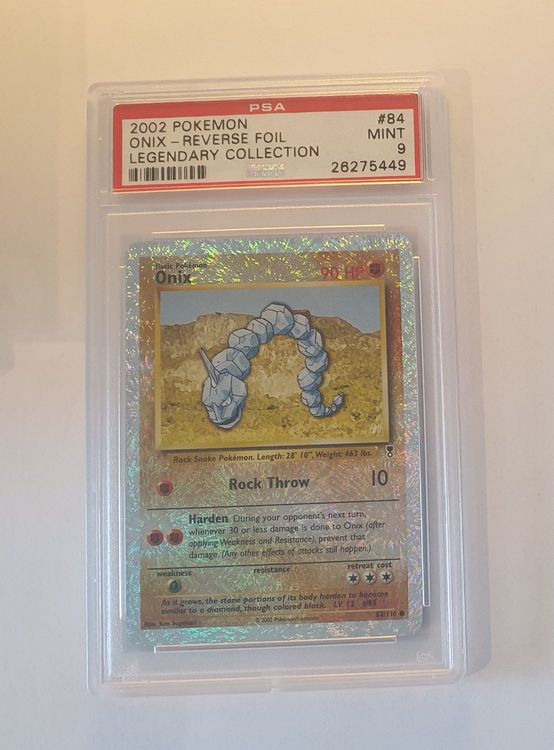 PSA
2002 POKEMON #84
ONIX - REVERSE FOIL MINT
LEGENDARY COLLECTION 9
26275449
Basic Pokémon
Onix 90 HP
Rock Snake Pokémon. Length: 28' 10", Weight: 463 lbs.
Rock Throw 10
Harden During your opponent's next turn,
whenever 30 or less damage is done to Onix (after
applying Weakness and Resistance), prevent that
damage. (Any other effects of attacks still happen.)
weakness resistance retreat cost
As it grows, the stone portions of its body harden to become
similar to a diamond, though colored black. LV. 12 #95
Illus. Ken Sugimori © 2002 Pokémon/Nintendo 84/110